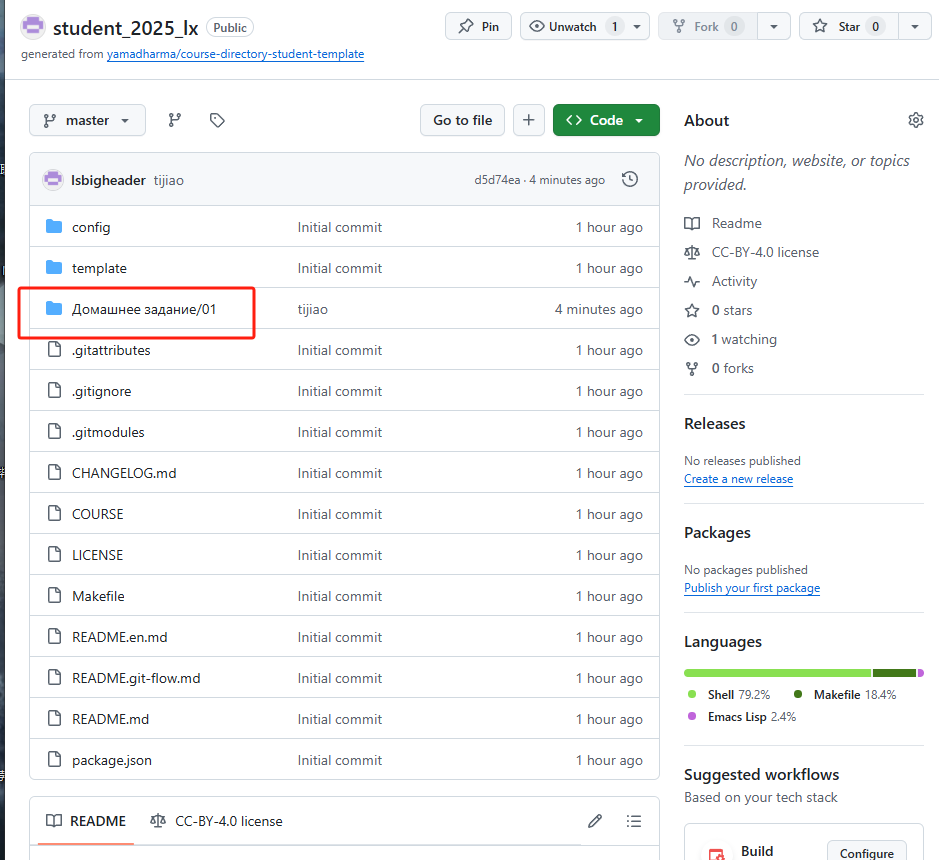 student_2025_lx Public
Pin
Unwatch 1
Fork 0
Star 0
generated from yamadharma/course-directory-student-template
master
Go to file
Code
lsbigheader tijiao d5d74ea · 4 minutes ago
config Initial commit 1 hour ago
template Initial commit 1 hour ago
Домашнее задание/01 tijiao 4 minutes ago
.gitattributes Initial commit 1 hour ago
.gitignore Initial commit 1 hour ago
.gitmodules Initial commit 1 hour ago
CHANGELOG.md Initial commit 1 hour ago
COURSE Initial commit 1 hour ago
LICENSE Initial commit 1 hour ago
Makefile Initial commit 1 hour ago
README.en.md Initial commit 1 hour ago
README.git-flow.md Initial commit 1 hour ago
README.md Initial commit 1 hour ago
package.json Initial commit 1 hour ago
README
CC-BY-4.0 license
About
No description, website, or topics
provided.
Readme
CC-BY-4.0 license
Activity
0 stars
1 watching
0 forks
Releases
No releases published
Create a new release
Packages
No packages published
Publish your first package
Languages
Shell 79.2% Makefile 18.4%
Emacs Lisp 2.4%
Suggested workflows
Based on your tech stack
Build
Configure